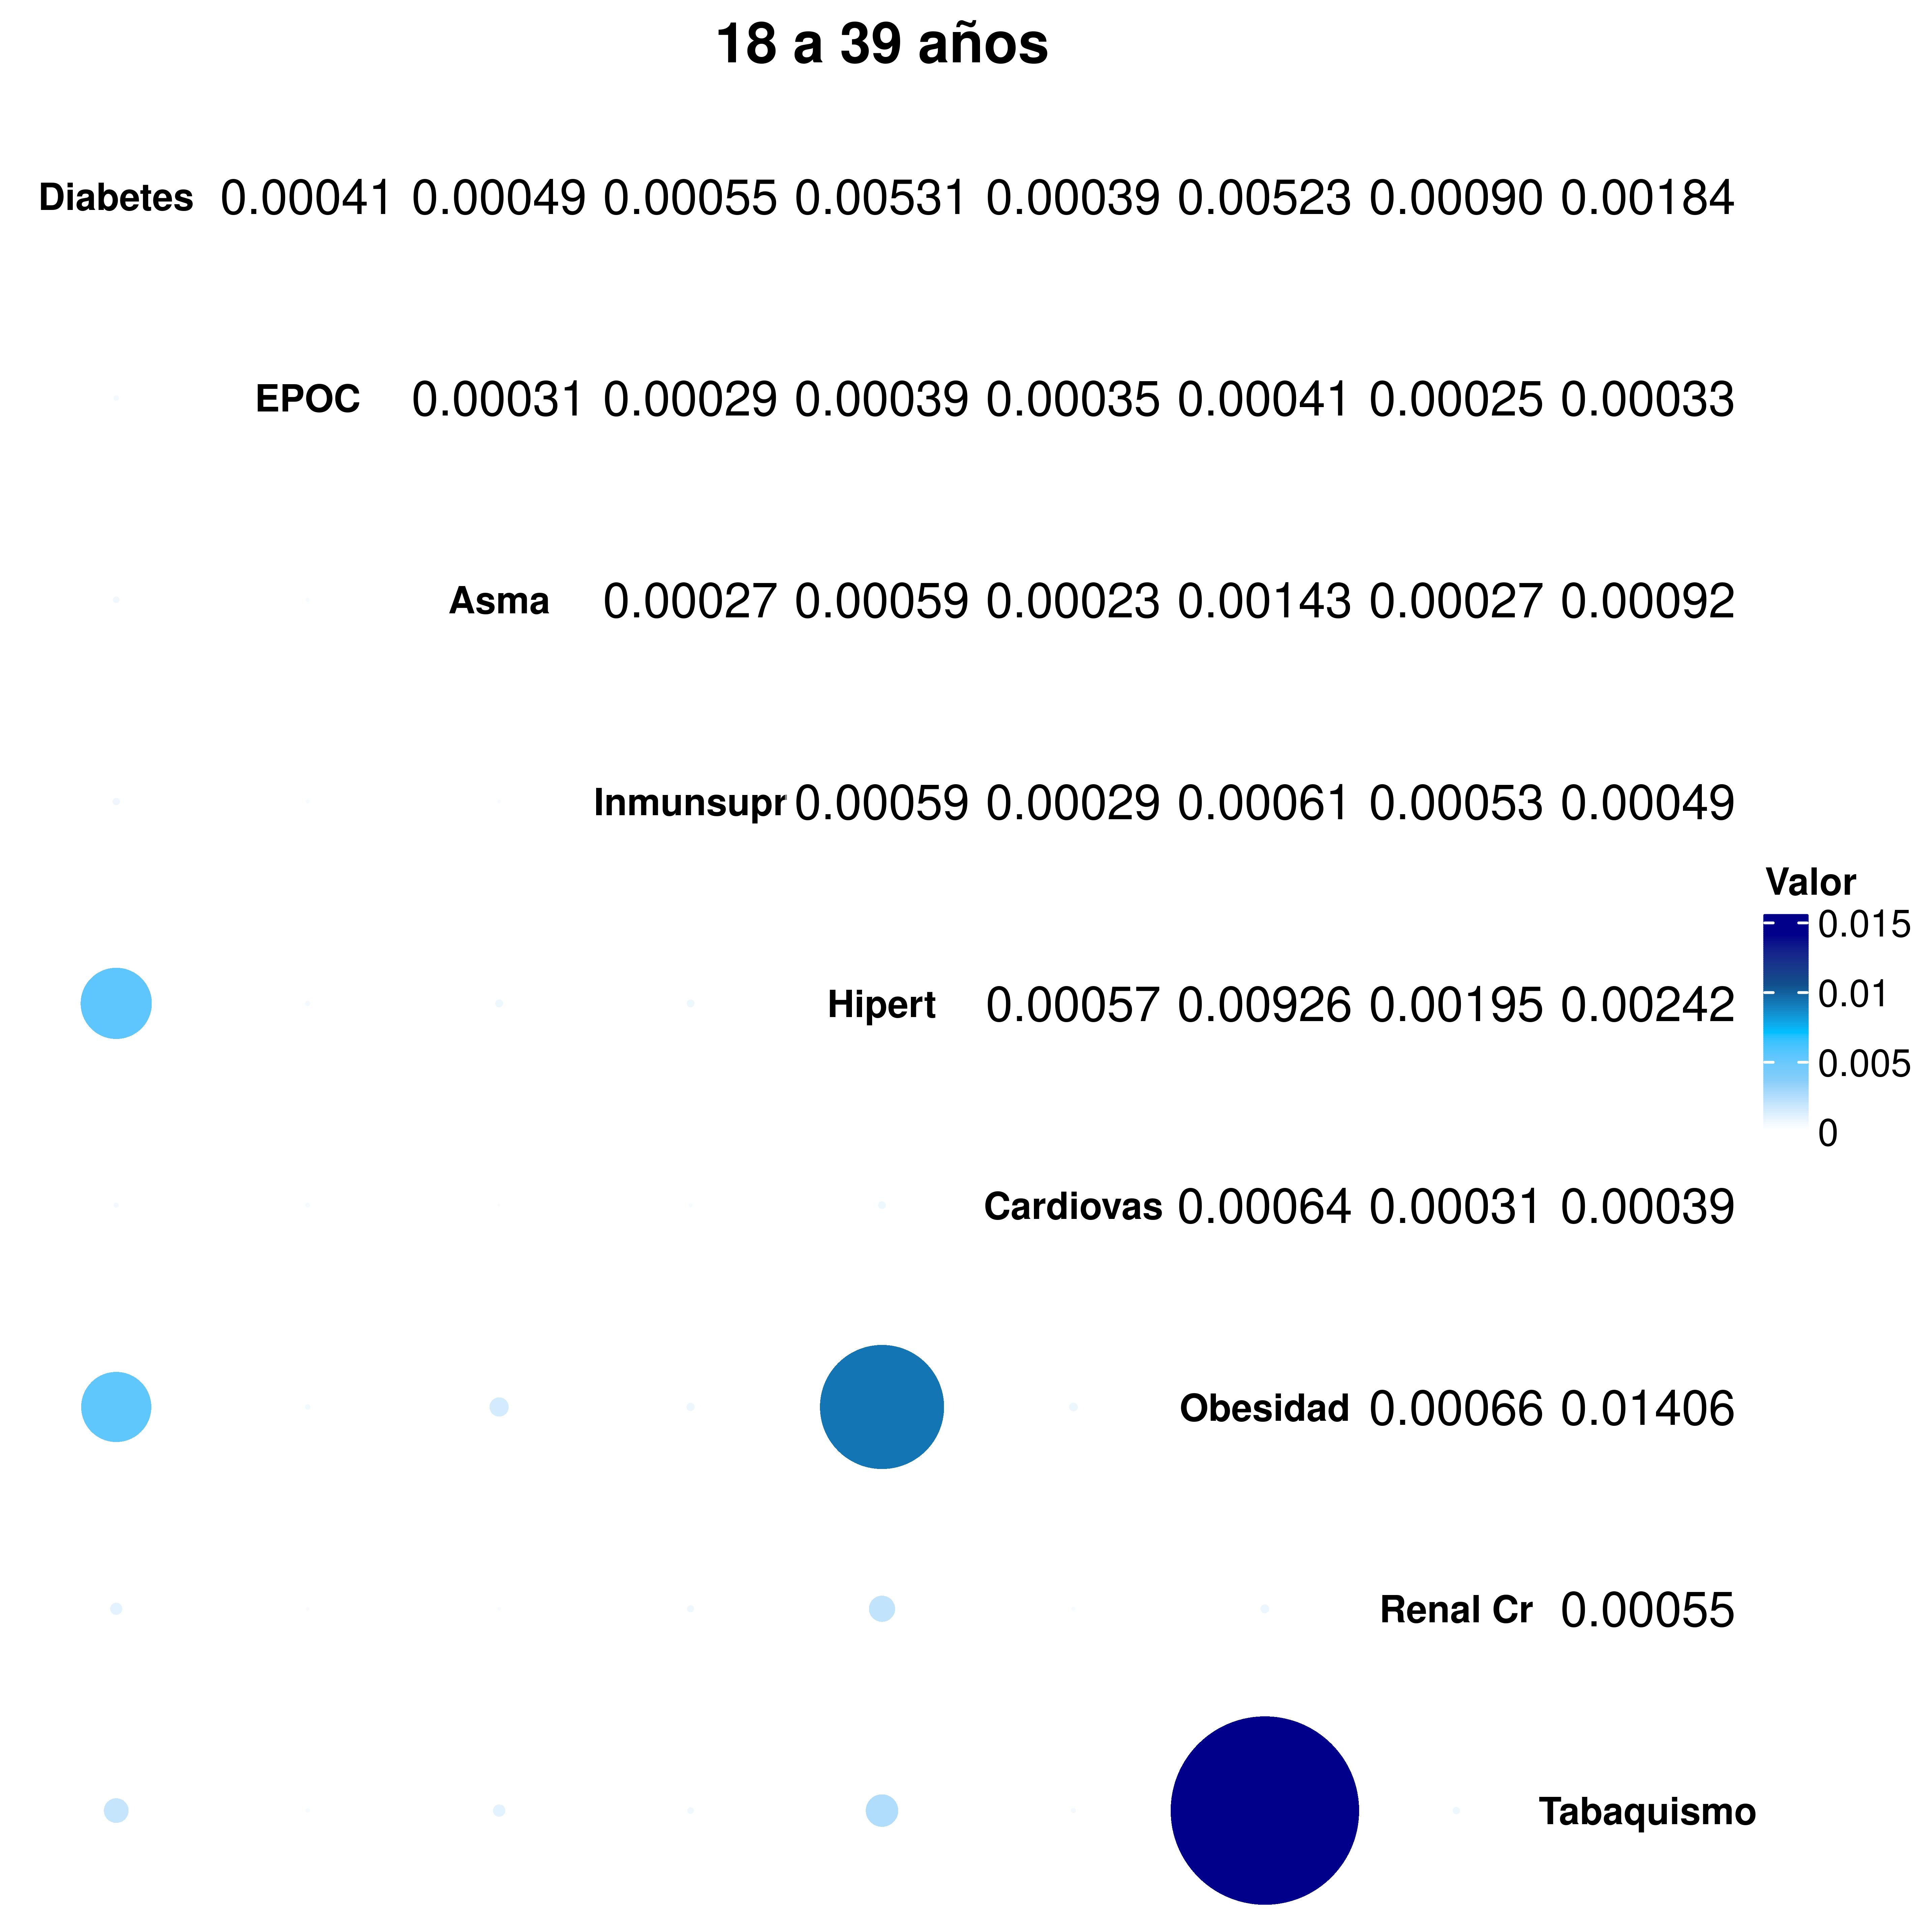 18 a 39 años
Diabetes 0.00041 0.00049 0.00055 0.00531 0.00039 0.00523 0.00090 0.00184
EPOC 0.00031 0.00029 0.00039 0.00035 0.00041 0.00025 0.00033
Asma 0.00027 0.00059 0.00023 0.00143 0.00027 0.00092
Inmunsupr 0.00059 0.00029 0.00061 0.00053 0.00049
Valor
0.015
0.01
0.005
0
Hipert 0.00057 0.00926 0.00195 0.00242
Cardiovas 0.00064 0.00031 0.00039
Obesidad 0.00066 0.01406
Renal Cr 0.00055
Tabaquismo